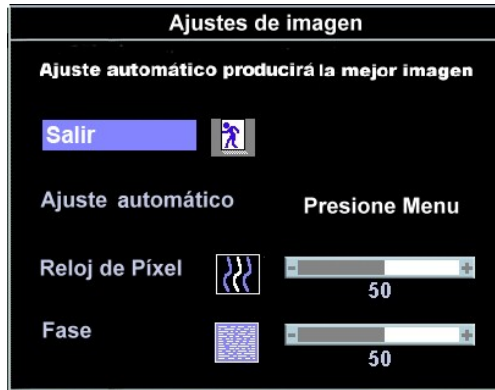 Ajustes de imagen
Ajuste automático producirá la mejor imagen
Salir
Ajuste automático Presione Menu
Reloj de Píxel - +
50
Fase - +
50